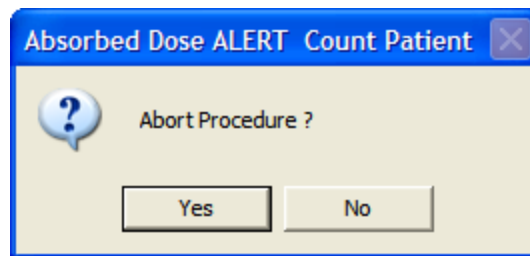 Absorbed Dose ALERT  Count Patient
Abort Procedure ?
Yes No